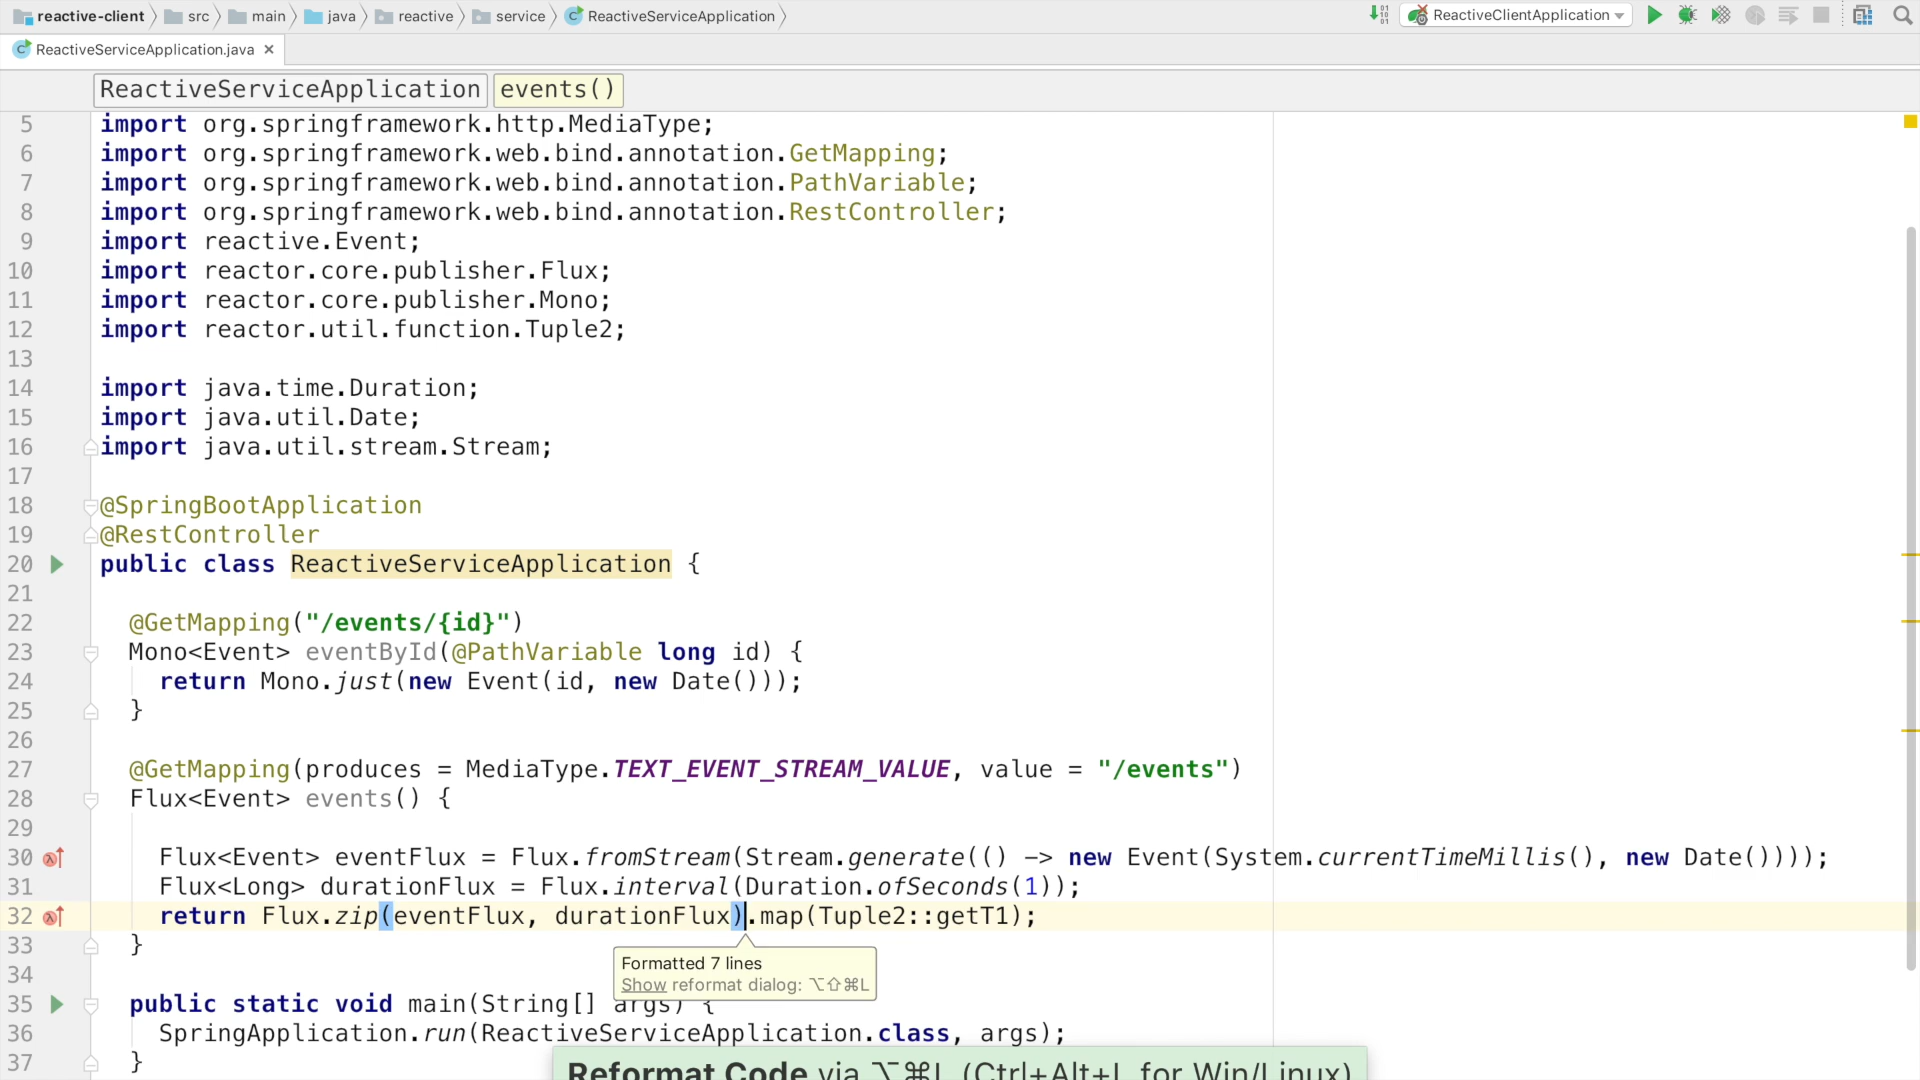 reactive-client src main java reactive service ReactiveServiceApplication ReactiveClientApplication
ReactiveServiceApplication.java
ReactiveServiceApplication events()
5 import org.springframework.http.MediaType;
6 import org.springframework.web.bind.annotation.GetMapping;
7 import org.springframework.web.bind.annotation.PathVariable;
8 import org.springframework.web.bind.annotation.RestController;
9 import reactive.Event;
10 import reactor.core.publisher.Flux;
11 import reactor.core.publisher.Mono;
12 import reactor.util.function.Tuple2;
13
14 import java.time.Duration;
15 import java.util.Date;
16 import java.util.stream.Stream;
17
18 @SpringBootApplication
19 @RestController
20 public class ReactiveServiceApplication {
21
22 @GetMapping("/events/{id}")
23 Mono<Event> eventById(@PathVariable long id) {
24 return Mono.just(new Event(id, new Date()));
25 }
26
27 @GetMapping(produces = MediaType.TEXT_EVENT_STREAM_VALUE, value = "/events")
28 Flux<Event> events() {
29
30 Flux<Event> eventFlux = Flux.fromStream(Stream.generate(() -> new Event(System.currentTimeMillis(), new Date())));
31 Flux<Long> durationFlux = Flux.interval(Duration.ofSeconds(1));
32 return Flux.zip(eventFlux, durationFlux).map(Tuple2::getT1);
33 }
Formatted 7 lines
34
Show reformat dialog: ⌥⇧⌘L
35 public static void main(String[] args) {
36 SpringApplication.run(ReactiveServiceApplication.class, args);
37 }
Reformat Code via ⌥⌘L (Ctrl+Alt+L for Win/Linux)